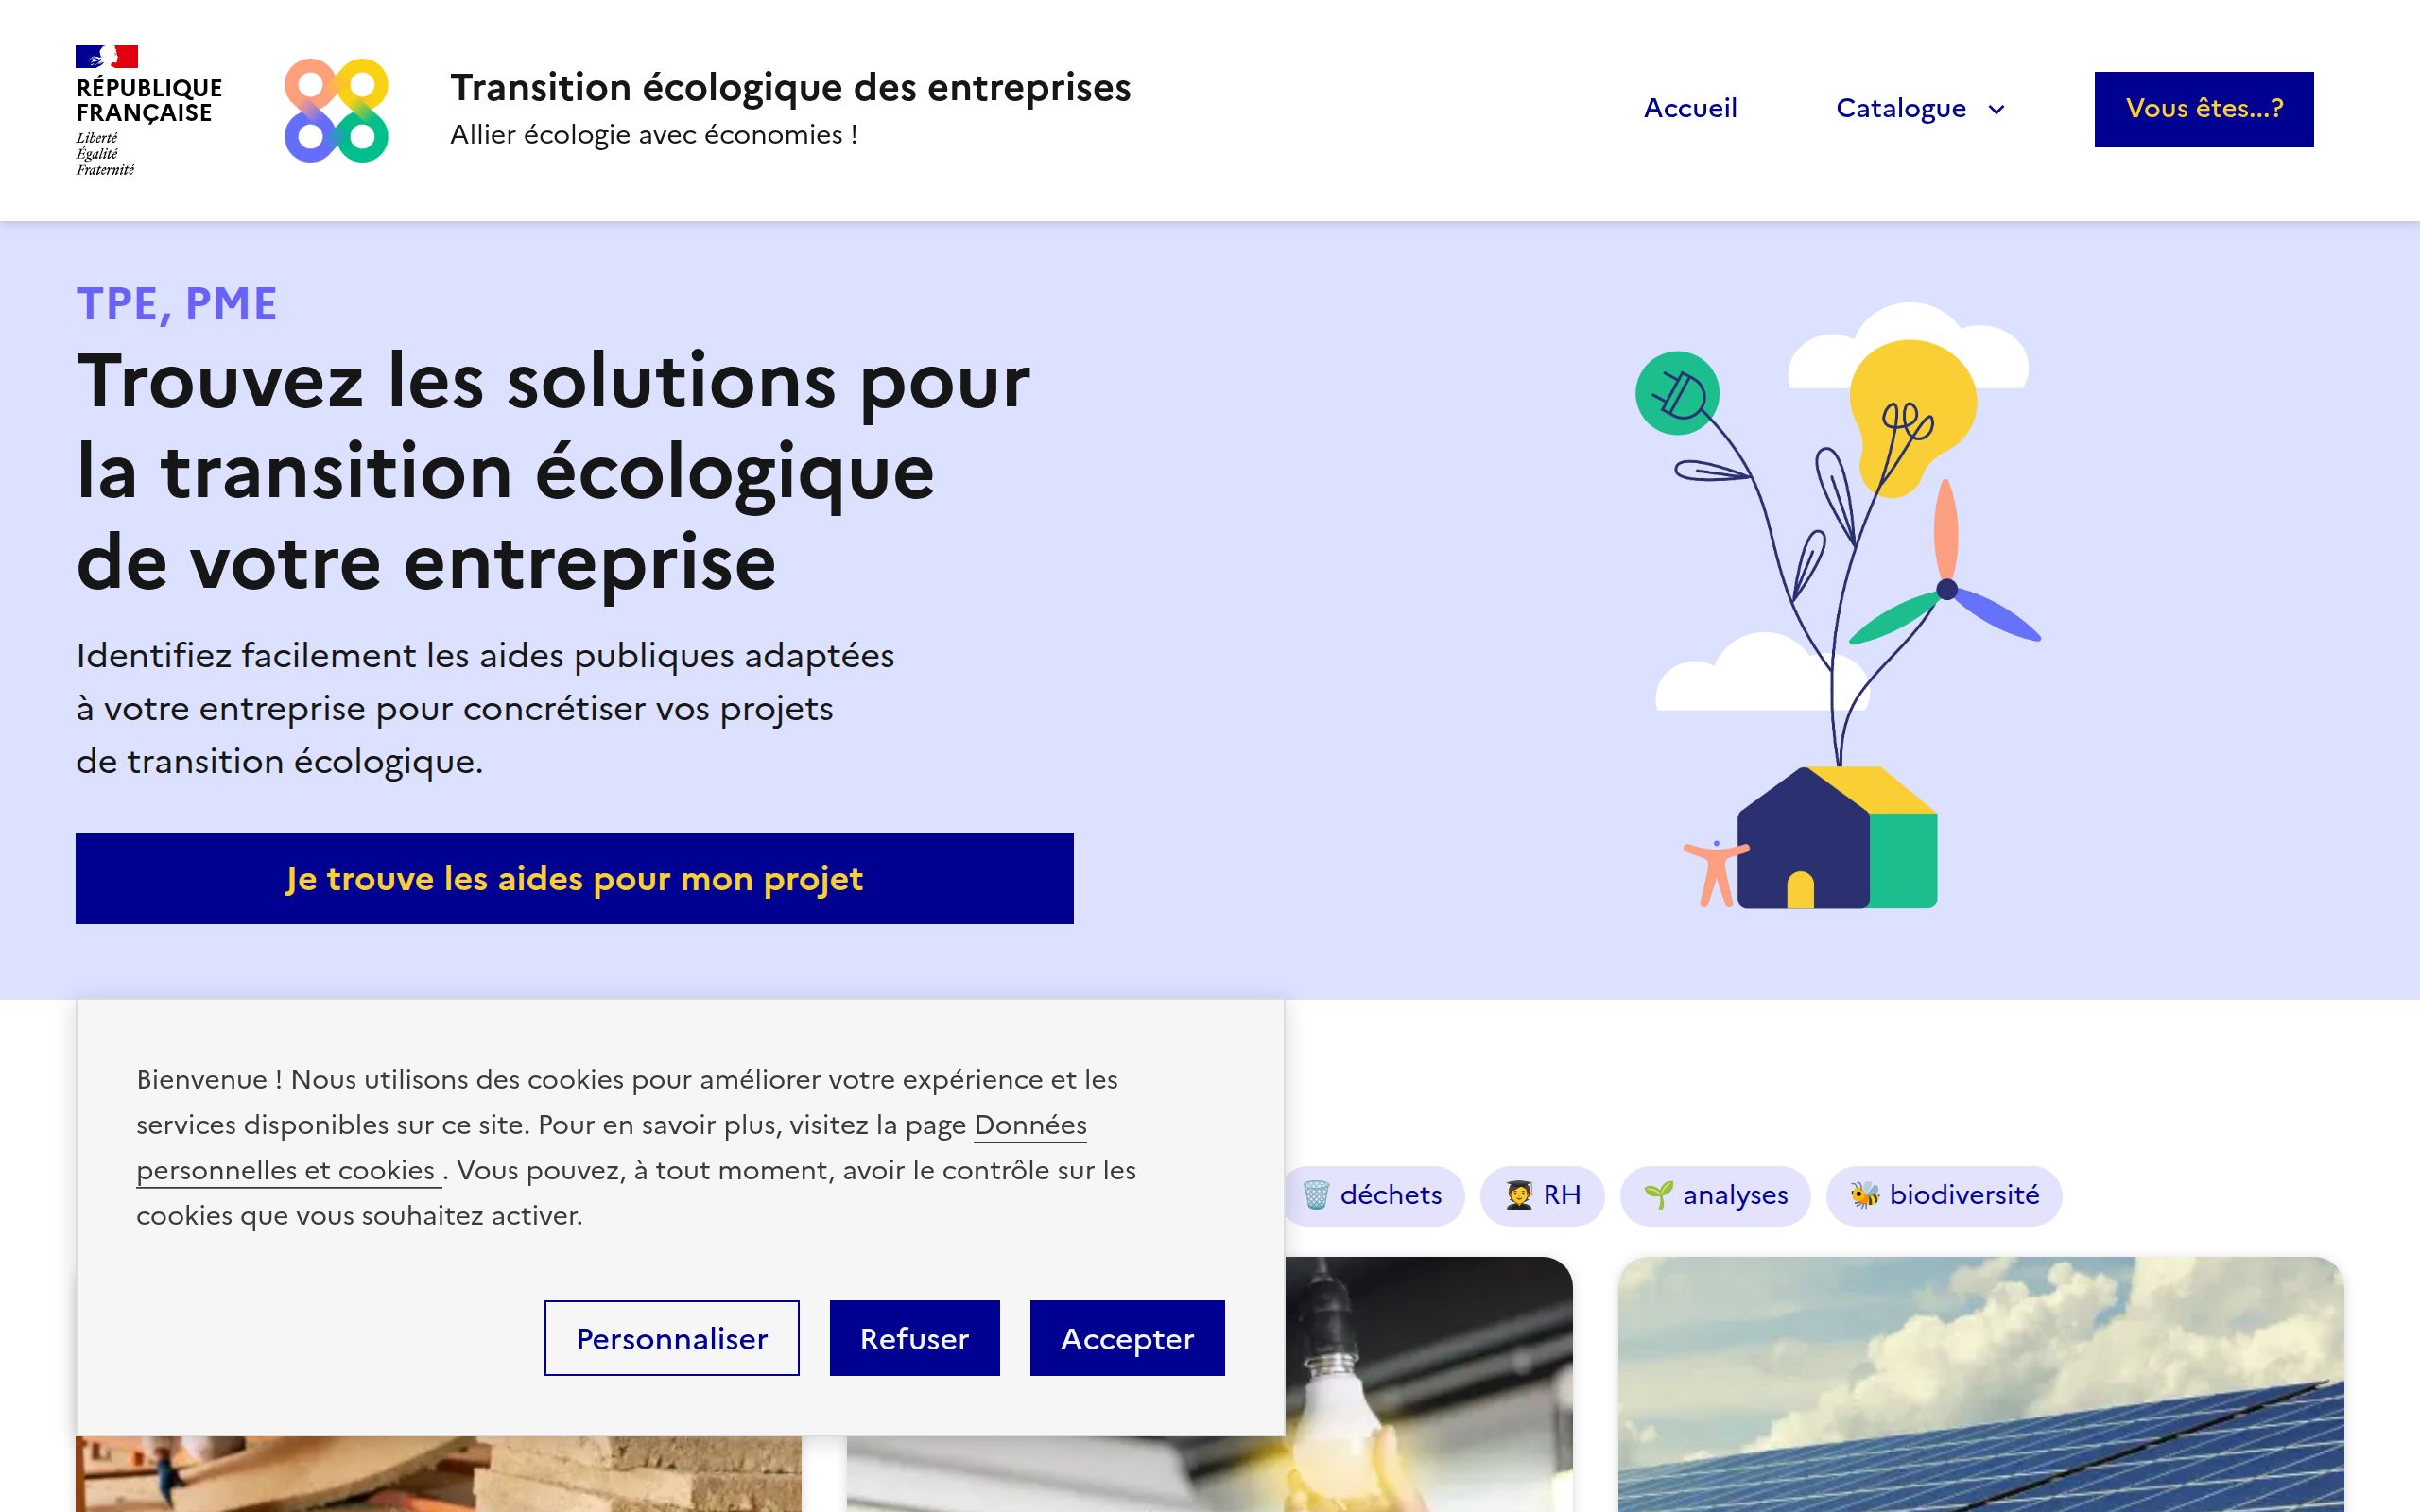 RÉPUBLIQUE
FRANÇAISE
Liberté
Égalité
Fraternité
Transition écologique des entreprises
Allier écologie avec économies !
Accueil
Catalogue
Vous êtes...?
TPE, PME
Trouvez les solutions pour
la transition écologique
de votre entreprise
Identifiez facilement les aides publiques adaptées
à votre entreprise pour concrétiser vos projets
de transition écologique.
Je trouve les aides pour mon projet
Bienvenue ! Nous utilisons des cookies pour améliorer votre expérience et les
services disponibles sur ce site. Pour en savoir plus, visitez la page Données
personnelles et cookies . Vous pouvez, à tout moment, avoir le contrôle sur les
cookies que vous souhaitez activer.
Personnaliser
Refuser
Accepter
🗑️ déchets
🧑‍🎓 RH
🌱 analyses
🐝 biodiversité